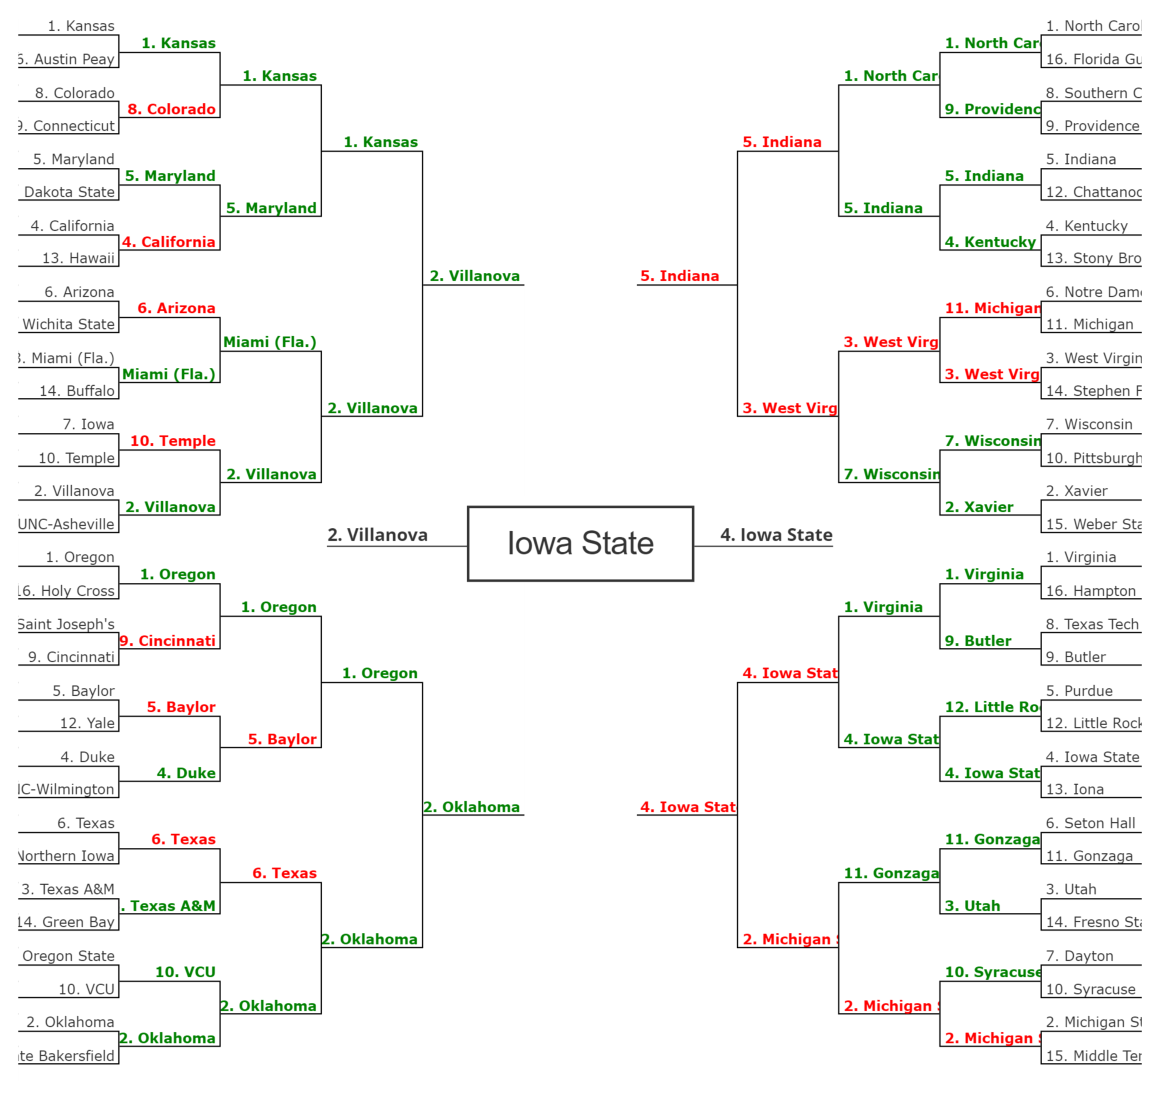 1. Kansas
Austin Peay
8. Colorado
9. Connecticut
5. Maryland
Dakota State
4. California
13. Hawaii
6. Arizona
Wichita State
3. Miami (Fla.)
14. Buffalo
7. Iowa
10. Temple
2. Villanova
UNC-Asheville
1. Oregon
16. Holy Cross
Saint Joseph's
9. Cincinnati
5. Baylor
12. Yale
4. Duke
NC-Wilmington
6. Texas
Northern Iowa
3. Texas A&M
14. Green Bay
Oregon State
10. VCU
2. Oklahoma
Bakersfield
1. Kansas
8. Colorado
5. Maryland
4. California
6. Arizona
Miami (Fla.)
10. Temple
2. Villanova
1. Oregon
9. Cincinnati
5. Baylor
4. Duke
6. Texas
. Texas A&M
10. VCU
2. Oklahoma
1. Kansas
5. Maryland
Miami (Fla.)
2. Villanova
1. Oregon
5. Baylor
6. Texas
2. Oklahoma
1. Kansas
2. Villanova
1. Oregon
2. Oklahoma
2. Villanova
2. Oklahoma
2. Villanova
Iowa State
4. Iowa State
5. Indiana
4. Iowa Stat
5. Indiana
3. West Virg
4. Iowa Stat
2. Michigan
1. North Car
5. Indiana
3. West Virg
7. Wisconsin
1. Virginia
4. Iowa Stat
11. Gonzaga
2. Michigan
1. North Car
9. Providenc
5. Indiana
4. Kentucky
11. Michigan
3. West Virg
7. Wisconsin
2. Xavier
1. Virginia
9. Butler
12. Little Ro
4. Iowa Stat
11. Gonzaga
3. Utah
10. Syracuse
2. Michigan
1. North Carol
16. Florida Gu
8. Southern C
9. Providence
5. Indiana
12. Chattanoo
4. Kentucky
13. Stony Bro
6. Notre Dame
11. Michigan
3. West Virgin
14. Stephen F
7. Wisconsin
10. Pittsburgh
2. Xavier
15. Weber Sta
1. Virginia
16. Hampton
8. Texas Tech
9. Butler
5. Purdue
12. Little Rock
4. Iowa State
13. Iona
6. Seton Hall
11. Gonzaga
3. Utah
14. Fresno Sta
7. Dayton
10. Syracuse
2. Michigan St
15. Middle Ten